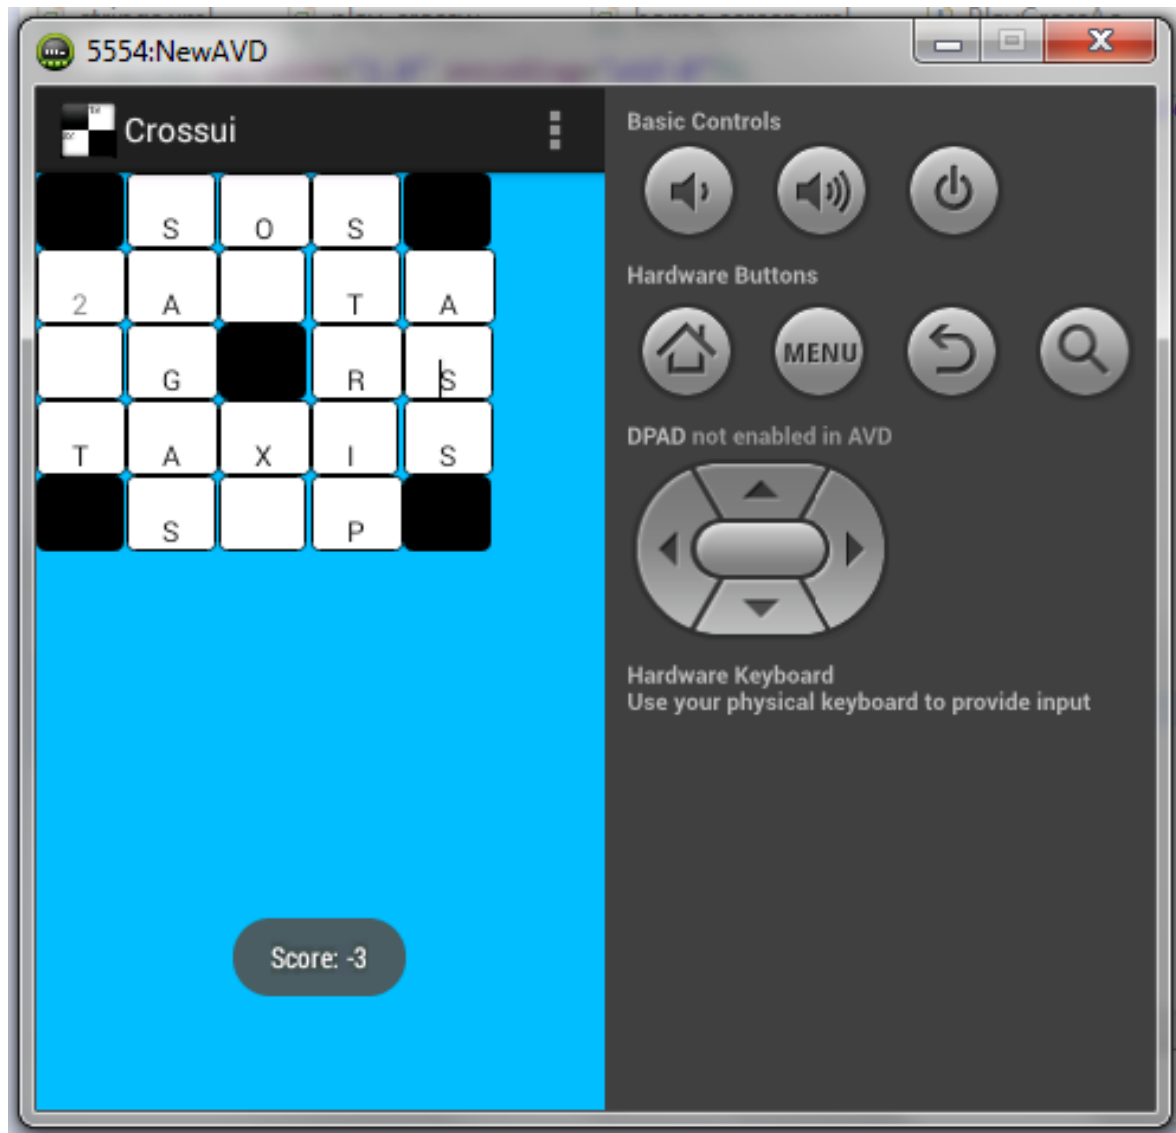 5554:NewAVD
Crossui
S O S
2 A T A
G R S
T A X I S
S P
Score: -3
Basic Controls
Hardware Buttons
MENU
DPAD not enabled in AVD
Hardware Keyboard
Use your physical keyboard to provide input